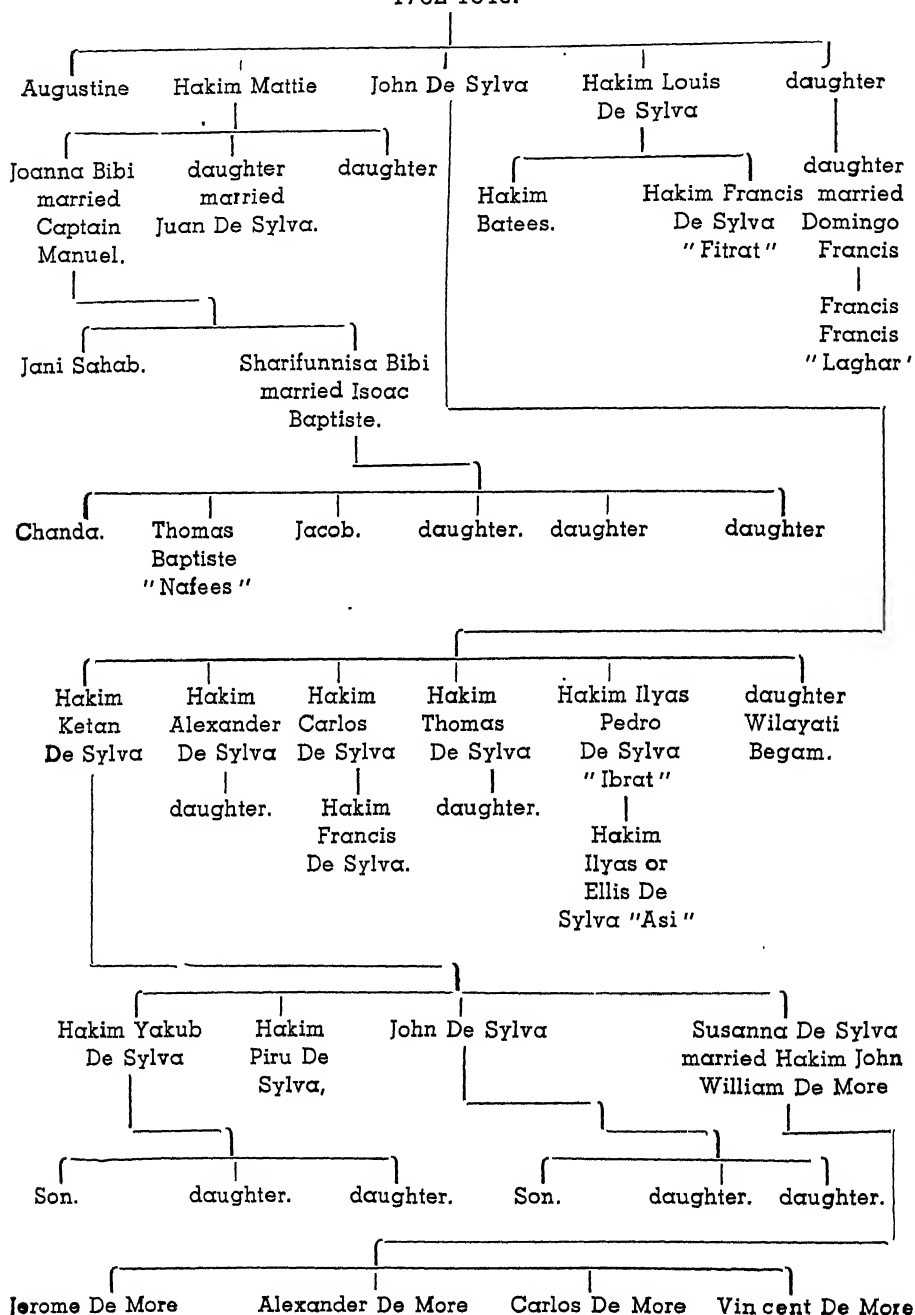 Augustine Hakim Mattie John De Sylva Hakim Louis De Sylva daughter
Joanna Bibi married Captain Manuel.
daughter married Juan De Sylva.
daughter
Hakim Batees.
Hakim Francis De Sylva "Fitrat"
daughter married Domingo Francis
Francis Francis "Laghar"
Jani Sahab.
Sharifunnisa Bibi married Isoac Baptiste.
Chanda.
Thomas Baptiste "Nafees"
Jacob.
daughter.
daughter
daughter
Hakim Ketan De Sylva
Hakim Alexander De Sylva
daughter.
Hakim Carlos De Sylva
Hakim Francis De Sylva.
Hakim Thomas De Sylva
daughter.
Hakim Ilyas Pedro De Sylva "Ibrat"
Hakim Ilyas or Ellis De Sylva "Asi"
daughter Wilayati Begam.
Hakim Yakub De Sylva
Hakim Piru De Sylva,
John De Sylva
Susanna De Sylva married Hakim John William De More
Son. daughter. daughter.
Son. daughter. daughter.
Jerome De More Alexander De More Carlos De More Vin cent De More